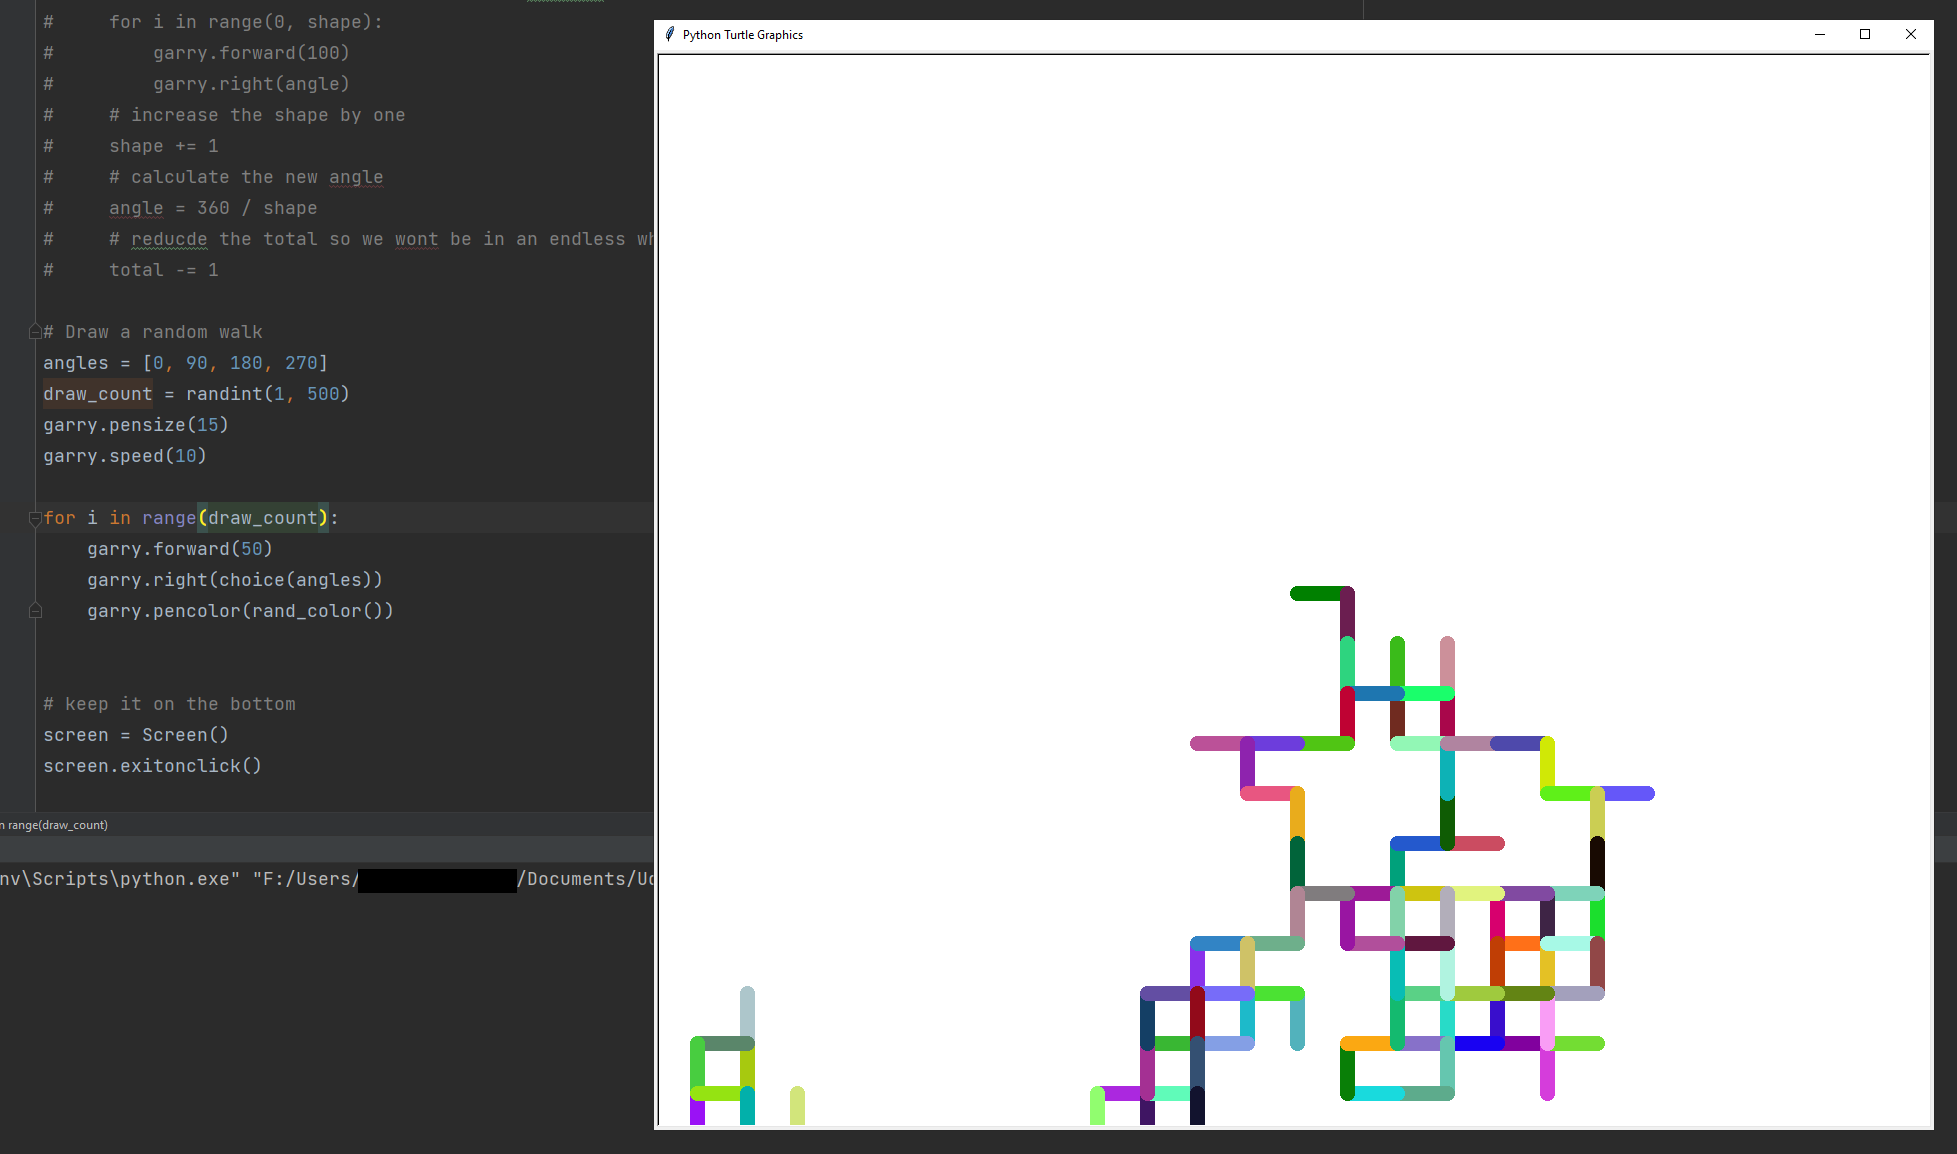 #     for i in range(0, shape):
#         garry.forward(100)
#         garry.right(angle)
#     # increase the shape by one
#     shape += 1
#     # calculate the new angle
#     angle = 360 / shape
#     # reducde the total so we wont be in an endless wh
#     total -= 1
# Draw a random walk
angles = [0, 90, 180, 270]
draw_count = randint(1, 500)
garry.pensize(15)
garry.speed(10)
for i in range(draw_count):
    garry.forward(50)
    garry.right(choice(angles))
    garry.pencolor(rand_color())
# keep it on the bottom
screen = Screen()
screen.exitonclick()
n range(draw_count)
nv\Scripts\python.exe" "F:/Users/ /Documents/Uc
Python Turtle Graphics